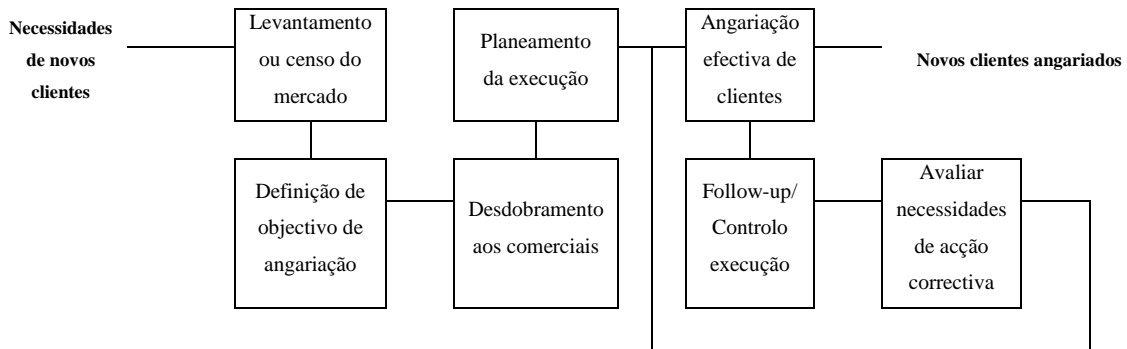 Necessidades
de novos
clientes
Levantamento
ou censo do
mercado
Planeamento
da execução
Angariação
efectiva de
clientes
Novos clientes angariados
Definição de
objectivo de
angariação
Desdobramento
aos comerciais
Follow-up/
Controlo
execução
Avaliar
necessidades
de acção
correctiva